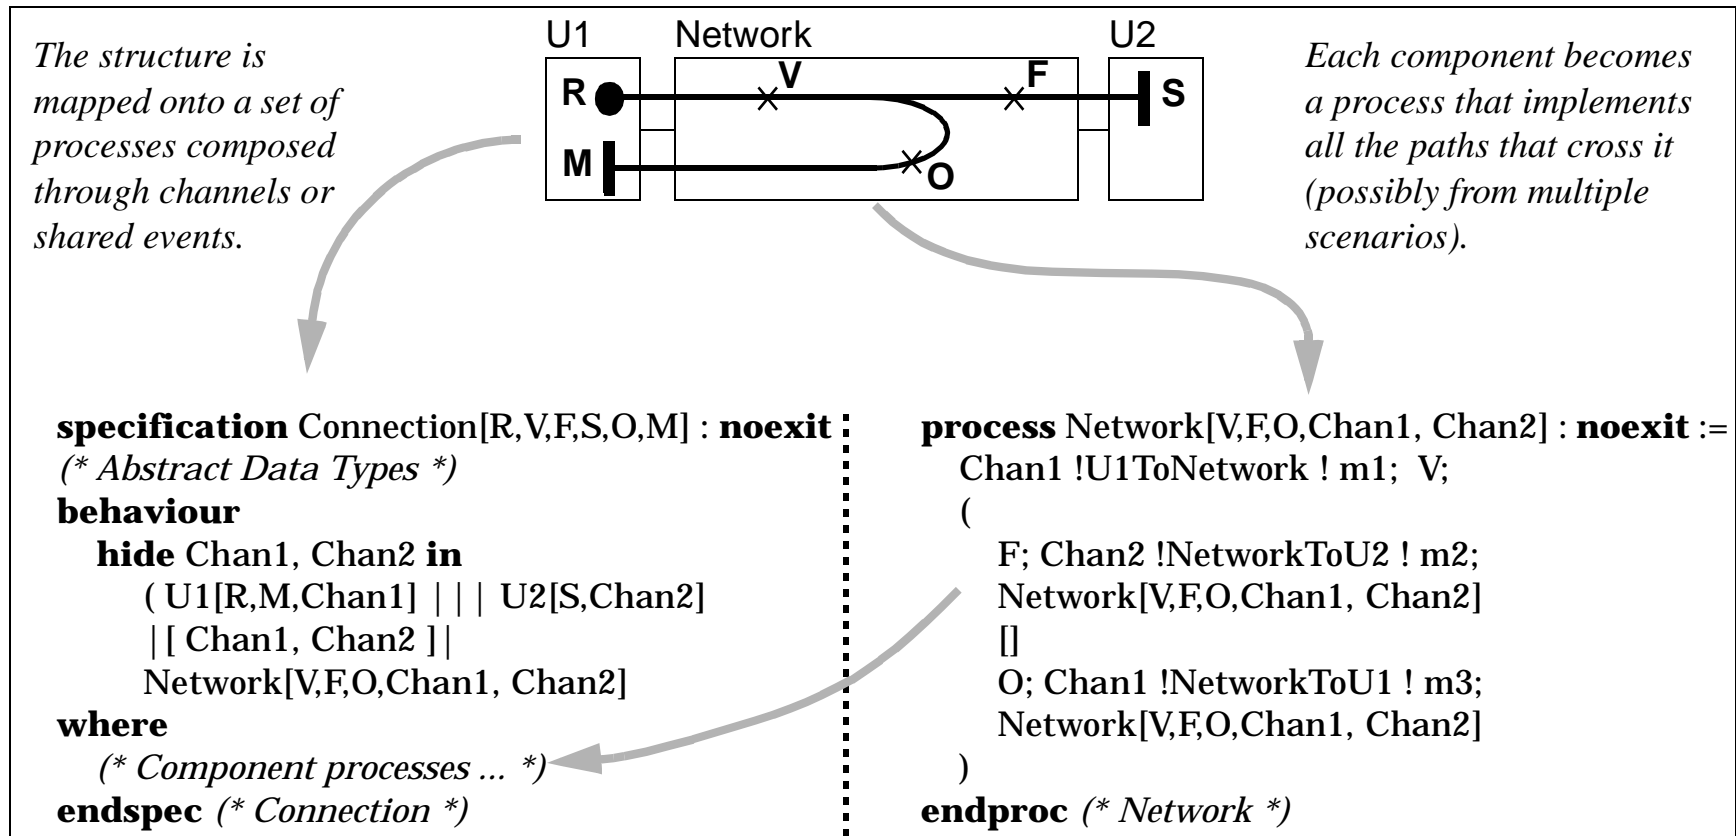 The structure is
mapped onto a set of
processes composed
through channels or
shared events.
U1
Network
U2
R
V
F
S
M
O
Each component becomes
a process that implements
all the paths that cross it
(possibly from multiple
scenarios).
specification Connection[R,V,F,S,O,M] : noexit
(* Abstract Data Types *)
behaviour
hide Chan1, Chan2 in
( U1[R,M,Chan1] ||| U2[S,Chan2]
|[ Chan1, Chan2 ]|
Network[V,F,O,Chan1, Chan2]
where
(* Component processes ... *)
endspec (* Connection *)
process Network[V,F,O,Chan1, Chan2] : noexit :=
Chan1 !U1ToNetwork ! m1; V;
(
F; Chan2 !NetworkToU2 ! m2;
Network[V,F,O,Chan1, Chan2]
[]
O; Chan1 !NetworkToU1 ! m3;
Network[V,F,O,Chan1, Chan2]
)
endproc (* Network *)